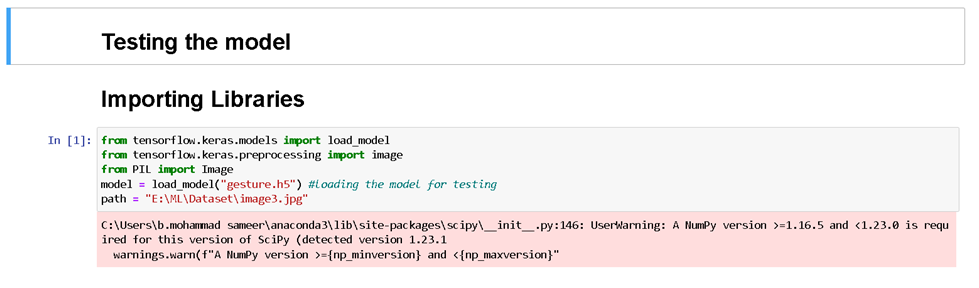 Testing the model
Importing Libraries
In [1]: from tensorflow.keras.models import load_model
from tensorflow.keras.preprocessing import image
from PIL import Image
model = load_model("gesture.h5") #loading the model for testing
path = "E:\ML\Dataset\image3.jpg"
C:\Users\b.mohammad sameer\anaconda3\lib\site-packages\scipy\__init__.py:146: UserWarning: A NumPy version >=1.16.5 and <1.23.0 is requ
ired for this version of SciPy (detected version 1.23.1
  warnings.warn(f"A NumPy version >={np_minversion} and <{np_maxversion}"